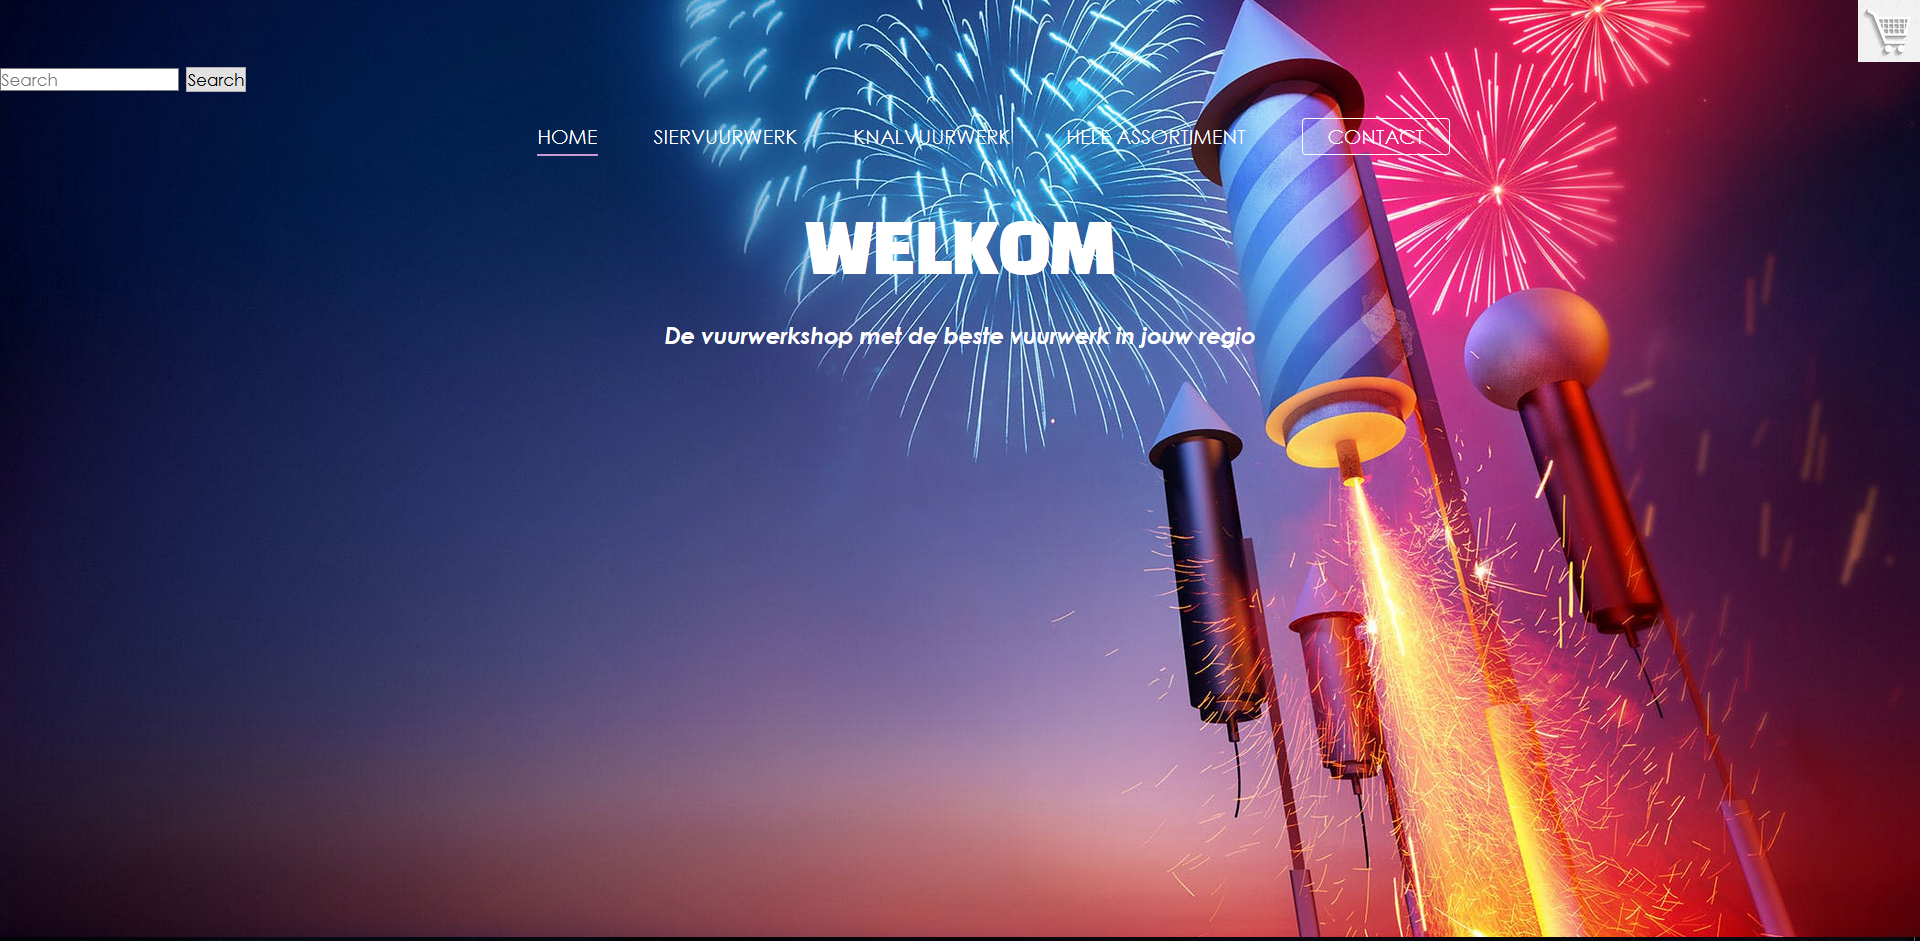 Search Search
HOME SIERVUURWERK KNALVUURWERK HELE ASSORTIMENT CONTACT
WELKOM
De vuurwerkshop met de beste vuurwerk in jouw regio